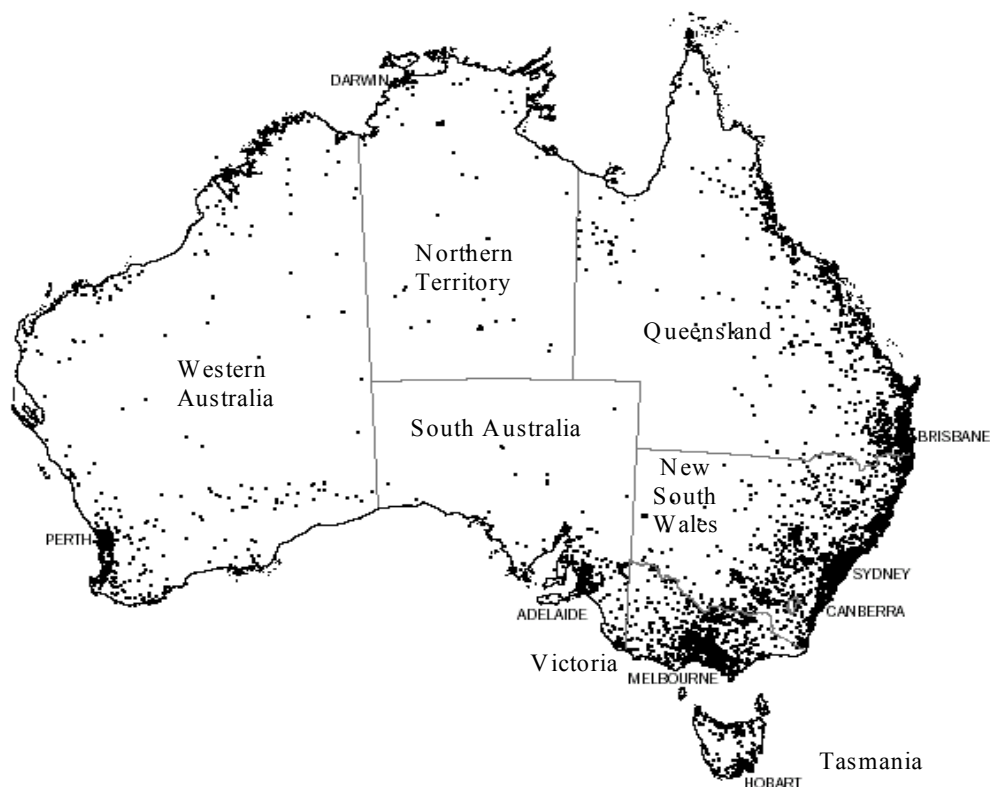 DARWIN
Northern
Territory
Queensland
Western
Australia
South Australia
BRISBANE
New
South
Wales
PERTH
SYDNEY
ADELAIDE
CANBERRA
Victoria
MELBOURNE
Tasmania
HOBART